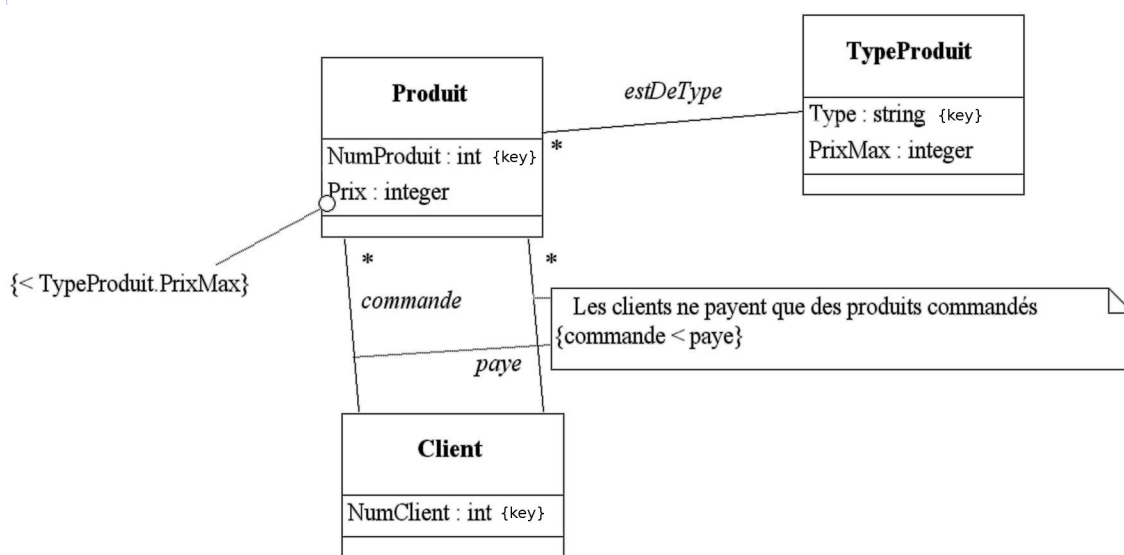 TypeProduit
Type : string {key}
PrixMax : integer
estDeType
*
Produit
NumProduit : int {key}
Prix : integer
{< TypeProduit.PrixMax}
*
*
commande
Les clients ne payent que des produits commandés
{commande < paye}
paye
Client
NumClient : int {key}